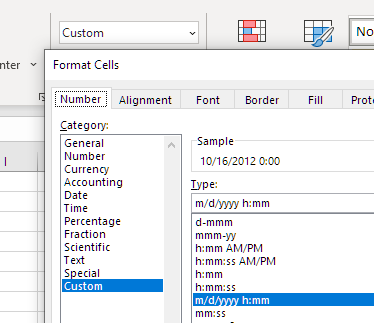 Custom
No
nter
Format Cells
Number Alignment Font Border Fill Prote
Category:
General
Number
Currency
Accounting
Date
Time
Percentage
Fraction
Scientific
Text
Special
Custom
Sample
10/16/2012 0:00
Type:
m/d/yyyy h:mm
d-mmm
mmm-yy
h:mm AM/PM
h:mm:ss AM/PM
h:mm
h:mm:ss
m/d/yyyy h:mm
mm:ss
I